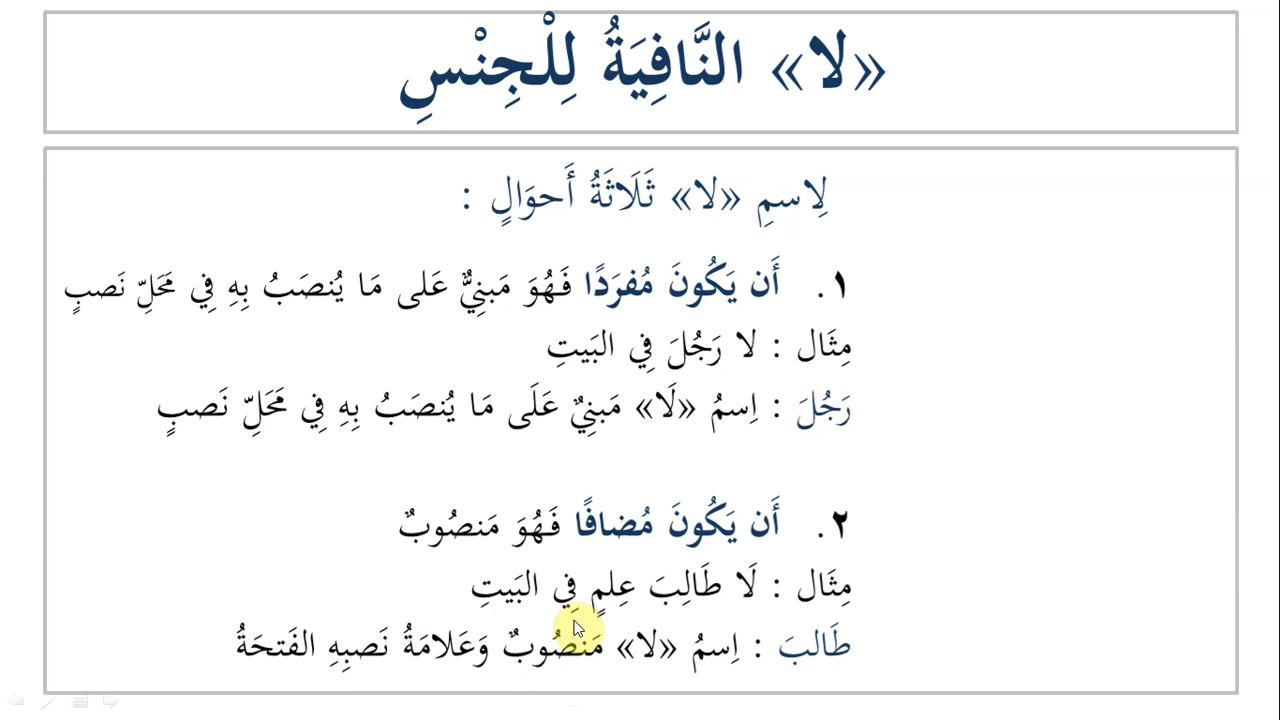 «لا» النَّافِيَةُ لِلْجِنْسِ
لِاسمِ «لا» ثَلَاثَةُ أَحوَالٍ :
١. أَن يَكُونَ مُفرَدًا فَهُوَ مَبنِيٌّ عَلى مَا يُنصَبُ بِهِ فِي مَحَلِّ نَصبٍ
مِثَال : لا رَجُلَ فِي البَيتِ
رَجُلَ : اِسمُ «لَا» مَبنِيٌ عَلَى مَا يُنصَبُ بِهِ فِي مَحَلِّ نَصبٍ
٢. أَن يَكُونَ مُضافًا فَهُوَ مَنصُوبٌ
مِثَال : لَا طَالِبَ عِلمٍ فِي البَيتِ
طَالبَ : اِسمُ «لا» مَنصُوبٌ وَعَلامَةُ نَصبِهِ الفَتحَةُ